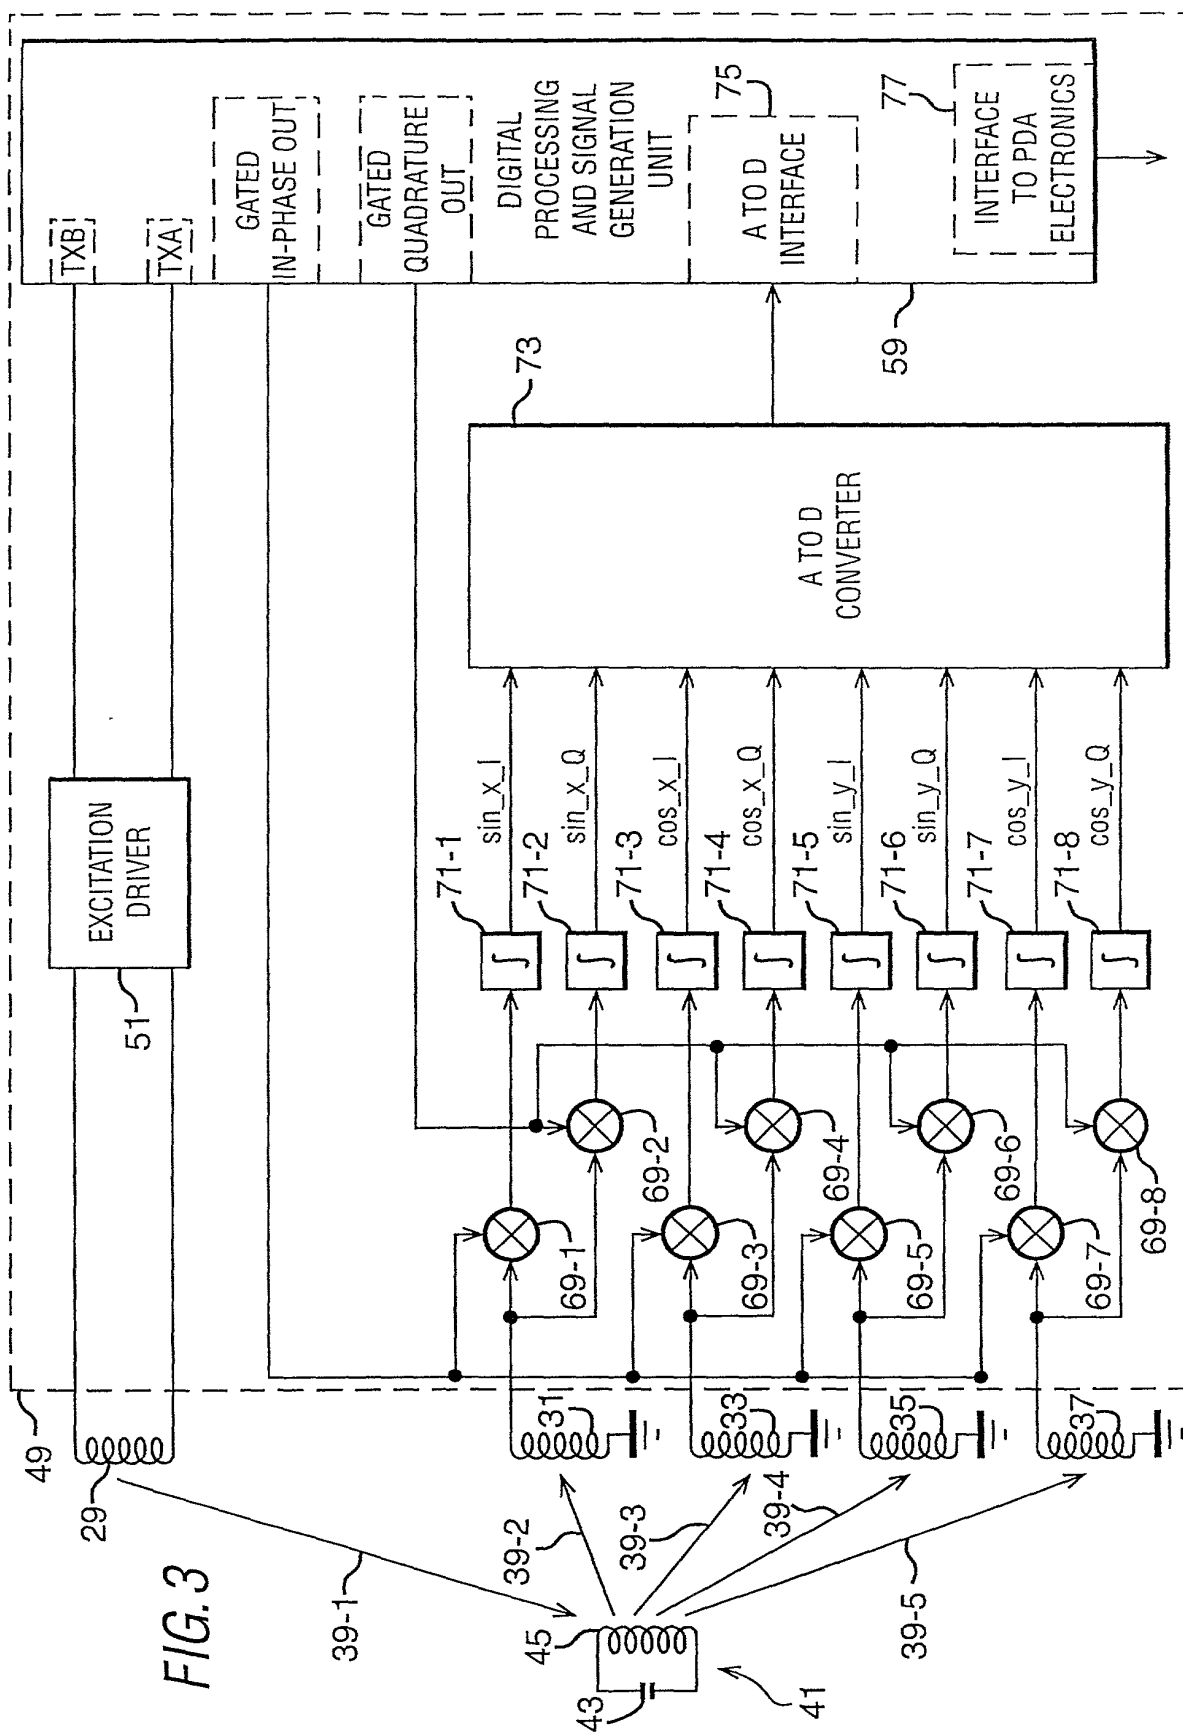 FIG. 3
49
29
51
EXCITATION
DRIVER
TXB
TXA
GATED
IN-PHASE OUT
GATED
QUADRATURE
OUT
DIGITAL
PROCESSING
AND SIGNAL
GENERATION
UNIT
75
A TO D
INTERFACE
77
INTERFACE
TO PDA
ELECTRONICS
59
73
A TO D
CONVERTER
39-1
39-2
39-3
39-4
39-5
45
43
41
31
33
35
37
69-1
69-2
69-3
69-4
69-5
69-6
69-7
69-8
71-1
71-2
71-3
71-4
71-5
71-6
71-7
71-8
∫
∫
∫
∫
∫
∫
∫
∫
sin_x_I
sin_x_Q
cos_x_I
cos_x_Q
sin_y_I
sin_y_Q
cos_y_I
cos_y_Q